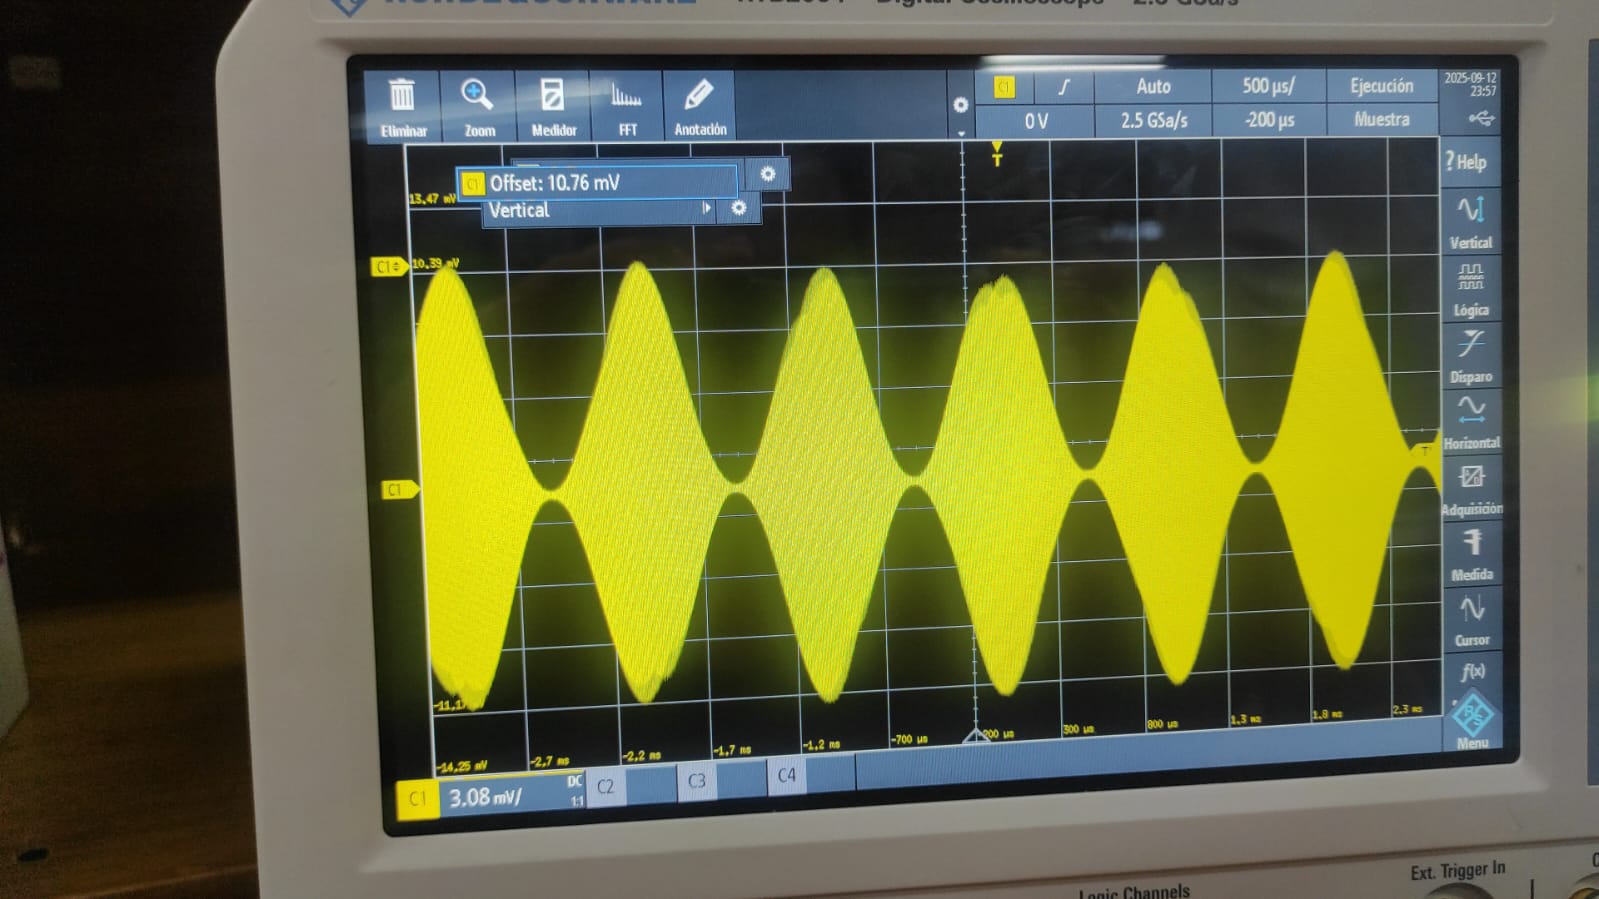 Digital Oscilloscope
Eliminar
Zoom
Medidor
FFT
Anotación
C1
Auto
500 µs/
Ejecución
0 V
2.5 GSa/s
-200 µs
Muestra
2025-09-12
23:57
? Help
T
C1 Offset: 10.76 mV
Vertical
13,47 mV
C1
10,39 mV
Vertical
Lógica
Disparo
Horizontal
T
C1
Adquisición
Medida
Cursor
f(x)
-14,25 mV
-2,7 ms
-2,2 ms
-1,7 ms
-1,2 ms
-700 µs
300 µs
800 µs
1,3 ms
1,8 ms
2,3 ms
Menu
C1
3.08 mV/
DC
1:1
C2
C3
C4
Ext. Trigger In
Logic Channels